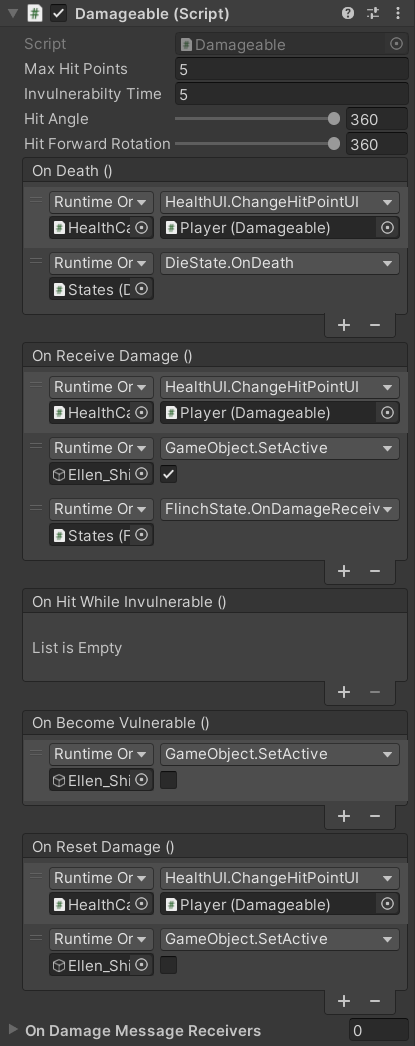 Damageable (Script)
Script Damageable
Max Hit Points 5
Invulnerabilty Time 5
Hit Angle 360
Hit Forward Rotation 360
On Death ()
Runtime Or HealthUI.ChangeHitPointUI
HealthCa Player (Damageable)
Runtime Or DieState.OnDeath
States (D
On Receive Damage ()
Runtime Or HealthUI.ChangeHitPointUI
HealthCa Player (Damageable)
Runtime Or GameObject.SetActive
Ellen_Shi
Runtime Or FlinchState.OnDamageReceiv
States (F
On Hit While Invulnerable ()
List is Empty
On Become Vulnerable ()
Runtime Or GameObject.SetActive
Ellen_Shi
On Reset Damage ()
Runtime Or HealthUI.ChangeHitPointUI
HealthCa Player (Damageable)
Runtime Or GameObject.SetActive
Ellen_Shi
On Damage Message Receivers 0